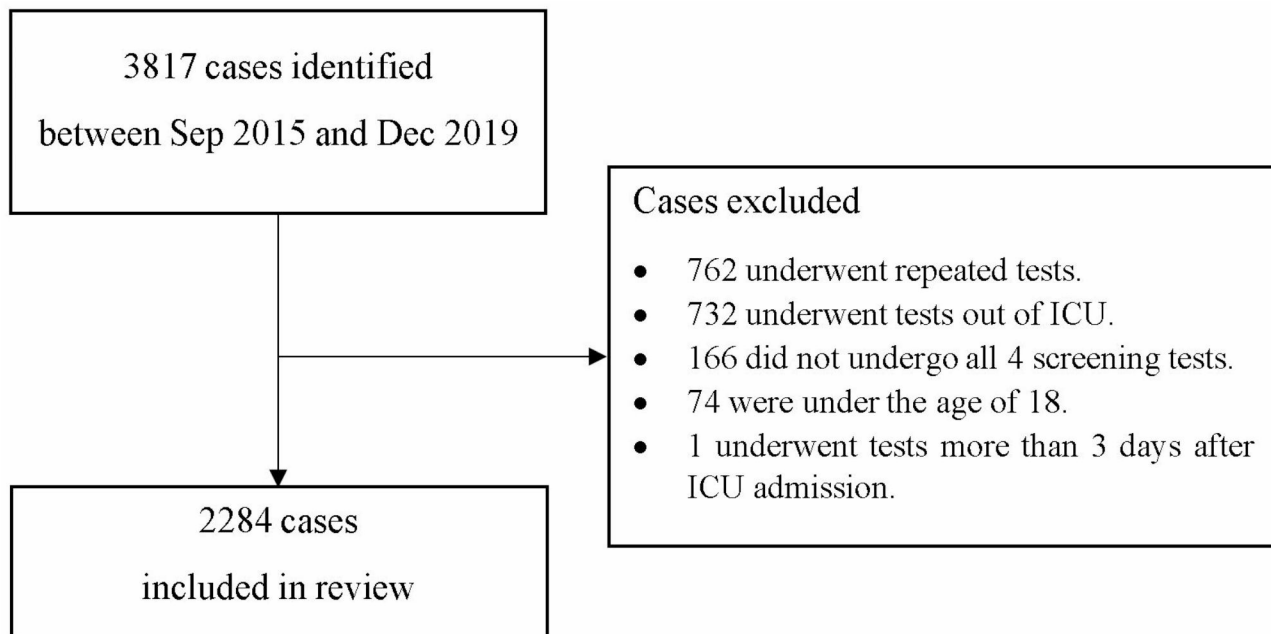 3817 cases identified
between Sep 2015 and Dec 2019
Cases excluded
• 762 underwent repeated tests.
• 732 underwent tests out of ICU.
• 166 did not undergo all 4 screening tests.
• 74 were under the age of 18.
• 1 underwent tests more than 3 days after
ICU admission.
2284 cases
included in review